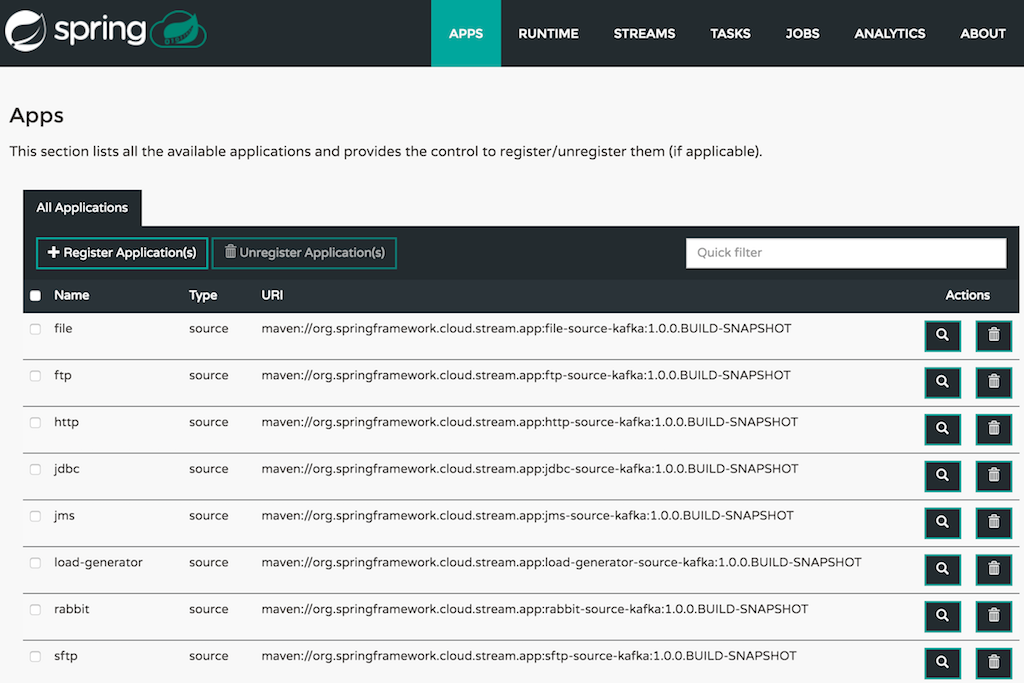 spring
APPS RUNTIME STREAMS TASKS JOBS ANALYTICS ABOUT
Apps
This section lists all the available applications and provides the control to register/unregister them (if applicable).
All Applications
Register Application(s) Unregister Application(s) Quick filter
Name Type URI Actions
file source maven://org.springframework.cloud.stream.app:file-source-kafka:1.0.0.BUILD-SNAPSHOT
ftp source maven://org.springframework.cloud.stream.app:ftp-source-kafka:1.0.0.BUILD-SNAPSHOT
http source maven://org.springframework.cloud.stream.app:http-source-kafka:1.0.0.BUILD-SNAPSHOT
jdbc source maven://org.springframework.cloud.stream.app:jdbc-source-kafka:1.0.0.BUILD-SNAPSHOT
jms source maven://org.springframework.cloud.stream.app:jms-source-kafka:1.0.0.BUILD-SNAPSHOT
load-generator source maven://org.springframework.cloud.stream.app:load-generator-source-kafka:1.0.0.BUILD-SNAPSHOT
rabbit source maven://org.springframework.cloud.stream.app:rabbit-source-kafka:1.0.0.BUILD-SNAPSHOT
sftp source maven://org.springframework.cloud.stream.app:sftp-source-kafka:1.0.0.BUILD-SNAPSHOT